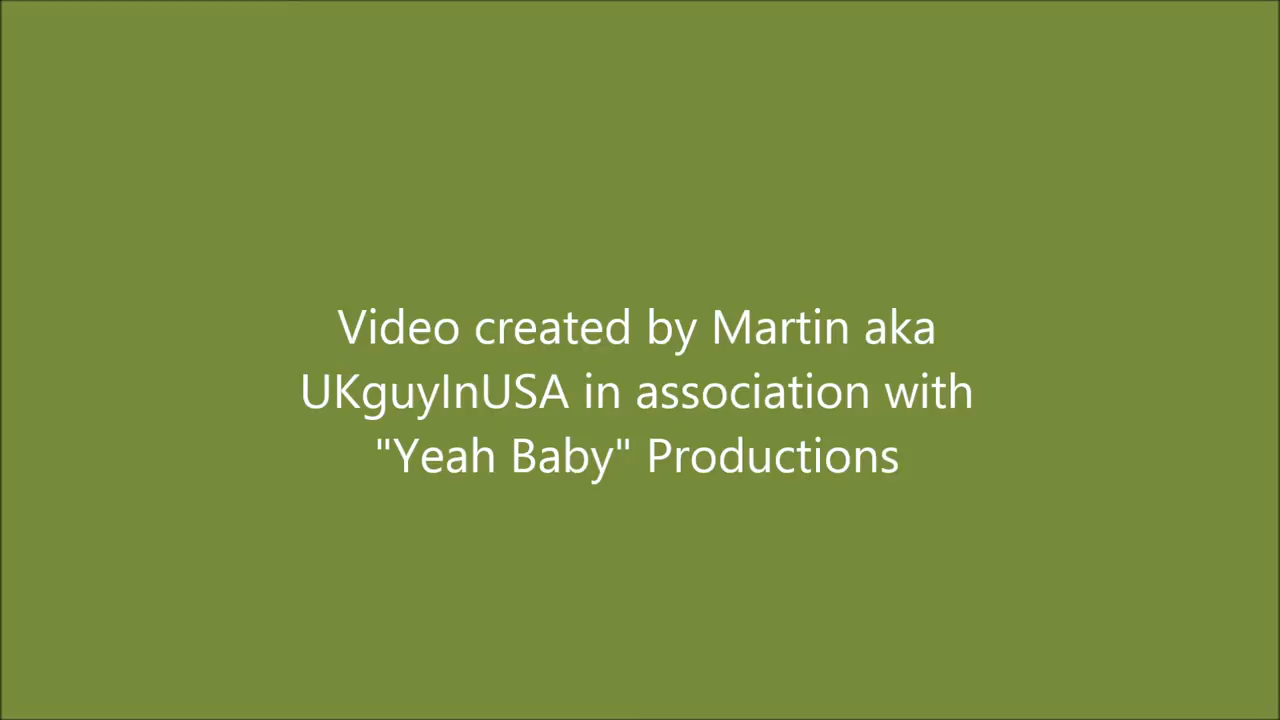 Video created by Martin aka
UKguyInUSA in association with
"Yeah Baby" Productions